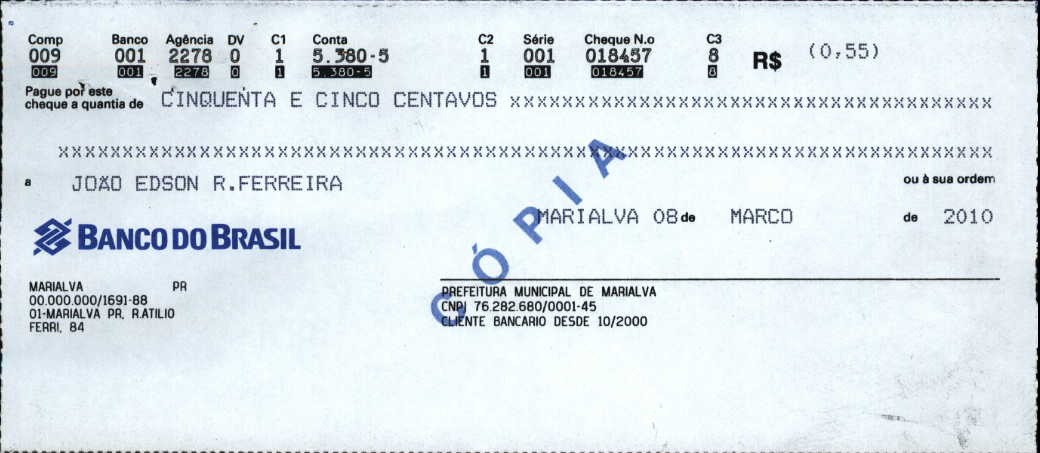 Comp Banco Agência DV C1 Conta C2 Série Cheque N.o C3
009 001 2278 0 1 5.380-5 1 001 018457 8 R$ (0,55)
009 001 2278 0 1 5.380-5 1 001 018457 8
Pague por este
cheque a quantia de CINQUENTA E CINCO CENTAVOS XXXXXXXXXXXXXXXXXXXXXXXXXXXXXXXXXXXXX
XXXXXXXXXXXXXXXXXXXXXXXXXXXXXXXXXXXXXXXXXXXXXXXXXXXXXXXXXXXXXXXXXXXXXXXX
a JOÃO EDSON R.FERREIRA ou à sua ordem
MARIALVA 08 de MARCO de 2010
BANCO DO BRASIL
CÓPIA
MARIALVA PR
00.000.000/1691-88
01-MARIALVA PR, R.ATILIO
FERRI, 84
PREFEITURA MUNICIPAL DE MARIALVA
CNPJ 76.282.680/0001-45
CLIENTE BANCARIO DESDE 10/2000